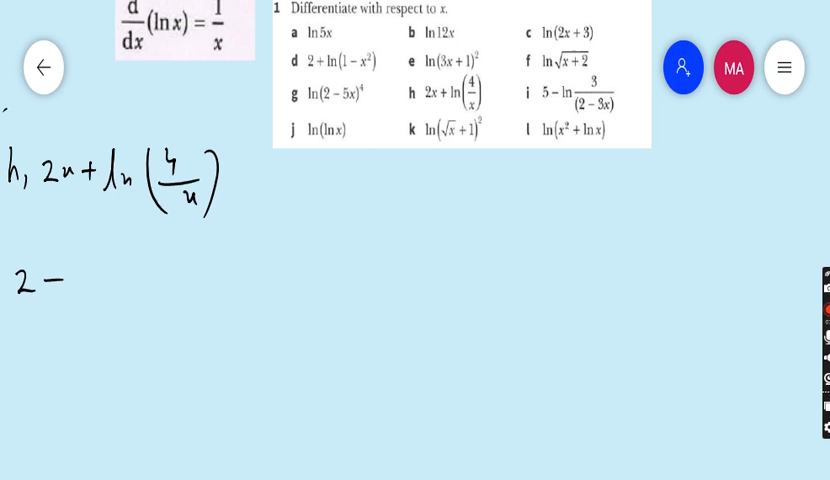 d/dx (ln x) = 1/x
1 Differentiate with respect to x.
a ln 5x b ln 12x c ln(2x + 3)
d 2 + ln(1 − x²) e ln(3x + 1)² f ln√(x + 2)
g ln(2 − 5x)⁴ h 2x + ln(4/x) i 5 − ln 3/(2 − 3x)
j ln(ln x) k ln(√x + 1)² l ln(x² + ln x)
MA
h, 2x + ln (4/x)
2 −